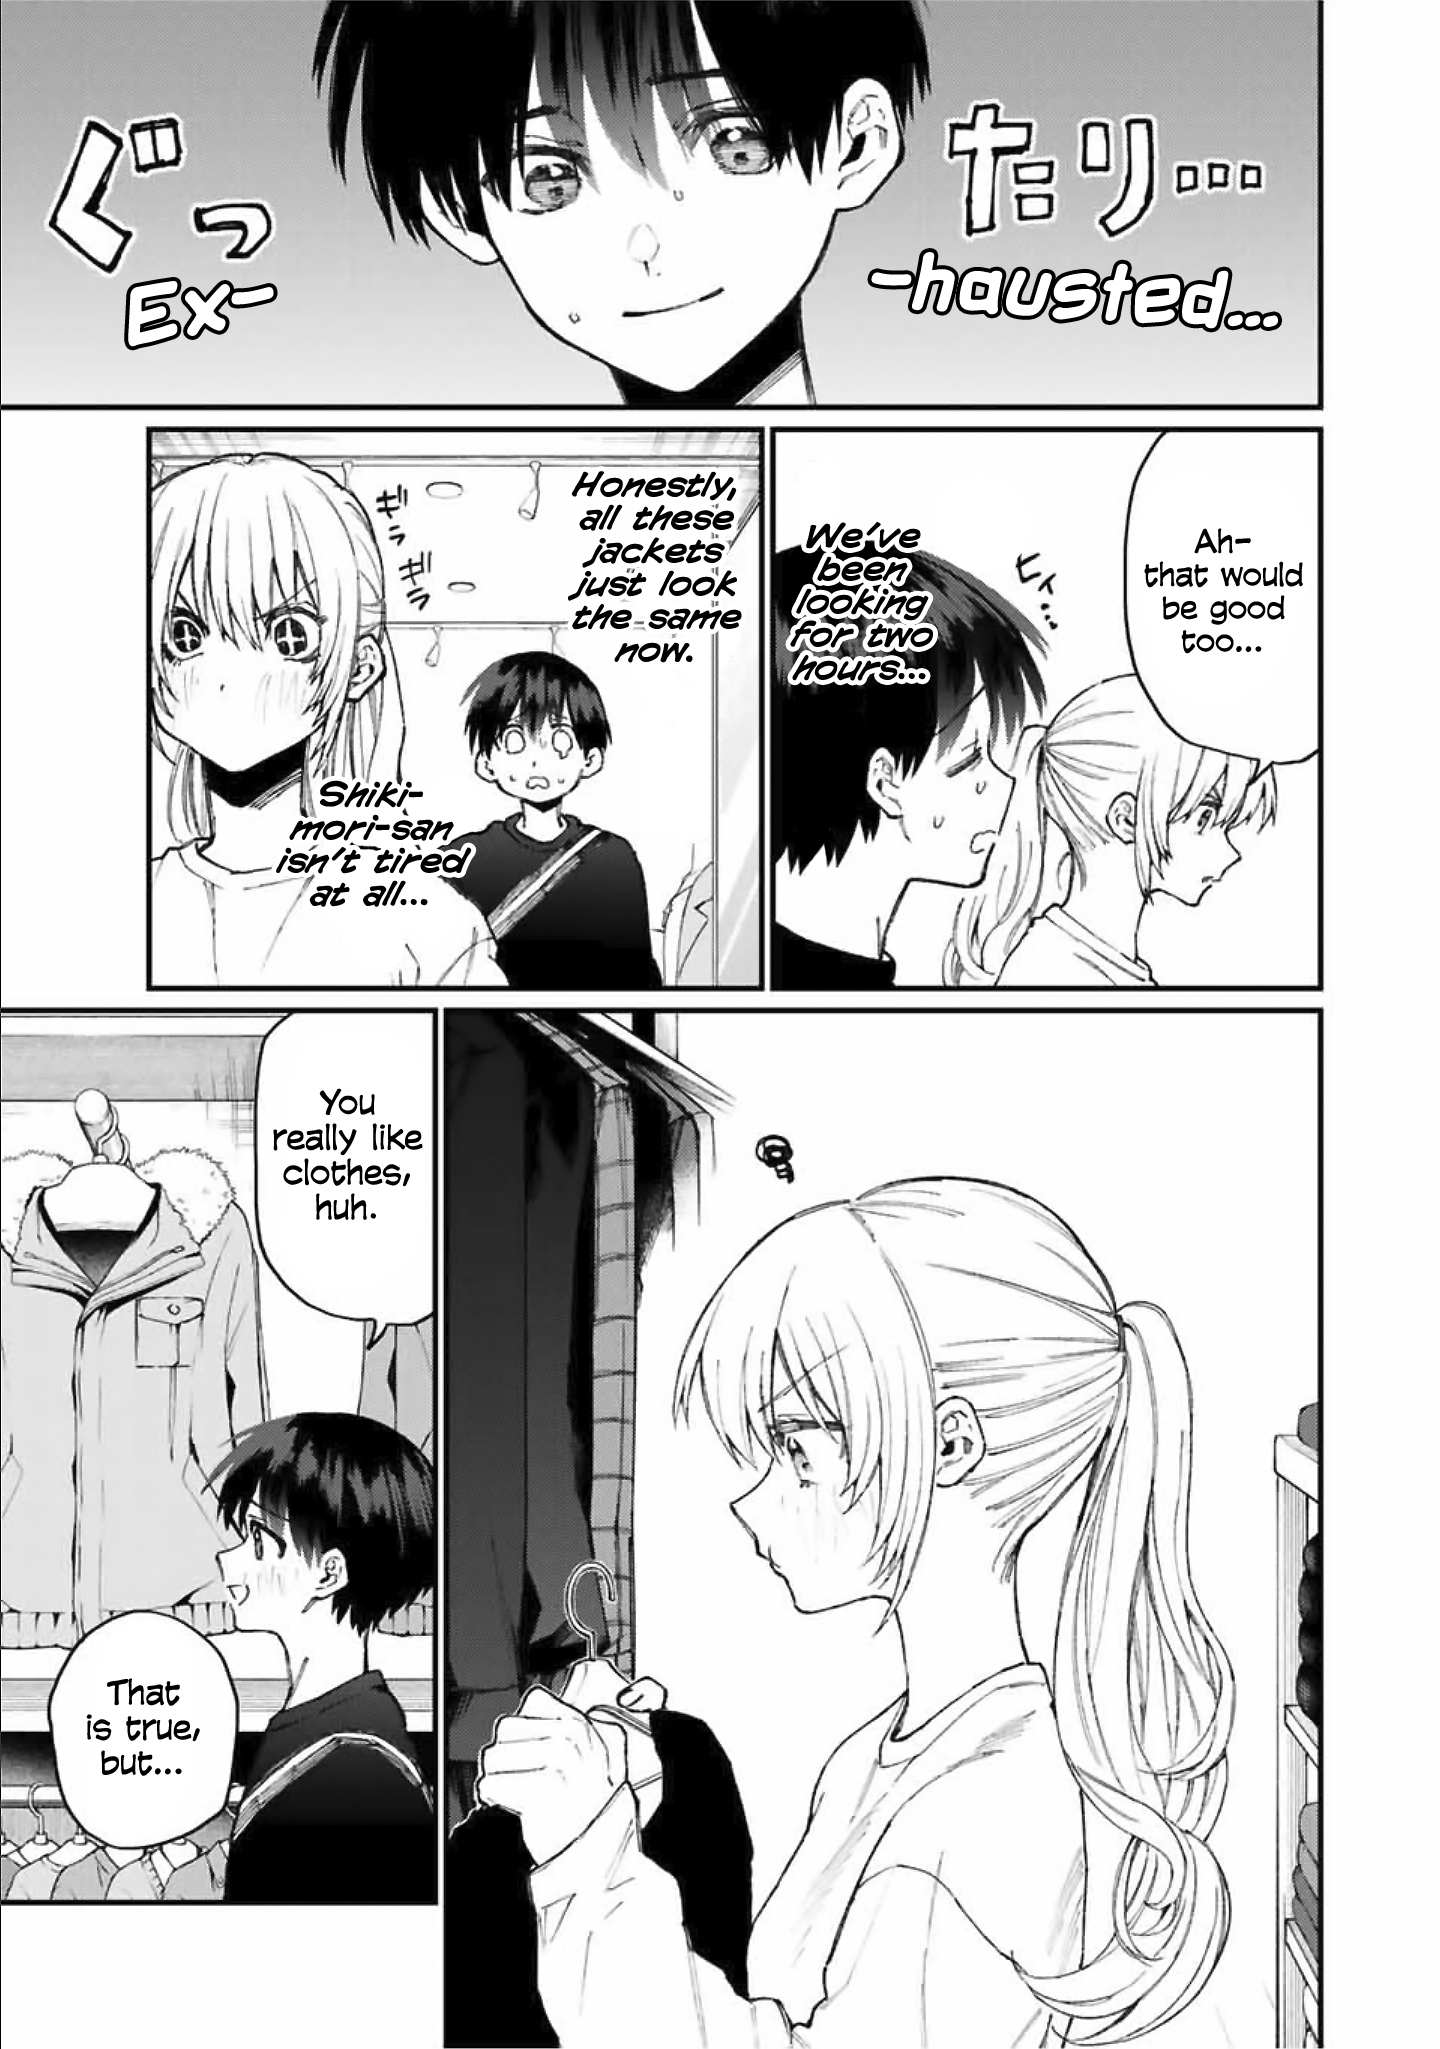 ぐっ
たり…
Ex-
-hausted...
Ah-
that would
be good
too...
ヒト…
We've
been
looking
for two
hours...
Honestly,
all these
jackets
just look
the same
now.
ギラ
ギラ
Shiki-
mori-san
isn't tired
at all...
You
really like
clothes,
huh.
That
is true,
but...